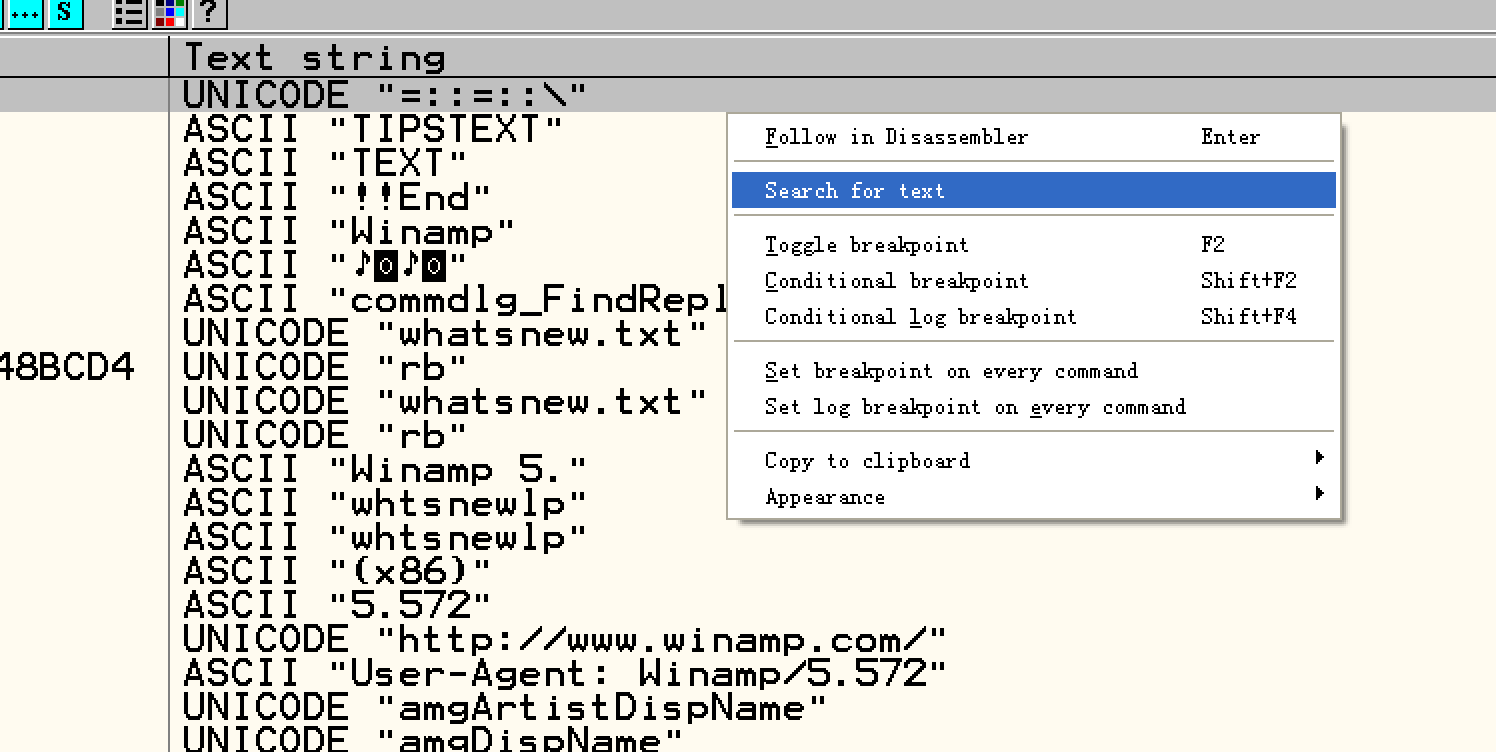 ... S ?
Text string
UNICODE "=::=::\"
ASCII "TIPSTEXT"
ASCII "TEXT"
ASCII "!!End"
ASCII "Winamp"
ASCII "♪◙♪◙"
ASCII "commdlg_FindRepl
UNICODE "whatsnew.txt"
48BCD4 UNICODE "rb"
UNICODE "whatsnew.txt"
UNICODE "rb"
ASCII "Winamp 5."
ASCII "whtsnewlp"
ASCII "whtsnewlp"
ASCII "(x86)"
ASCII "5.572"
UNICODE "http://www.winamp.com/"
ASCII "User-Agent: Winamp/5.572"
UNICODE "amgArtistDispName"
UNICODE "amgDispName"
Follow in Disassembler Enter
Search for text
Toggle breakpoint F2
Conditional breakpoint Shift+F2
Conditional log breakpoint Shift+F4
Set breakpoint on every command
Set log breakpoint on every command
Copy to clipboard
Appearance